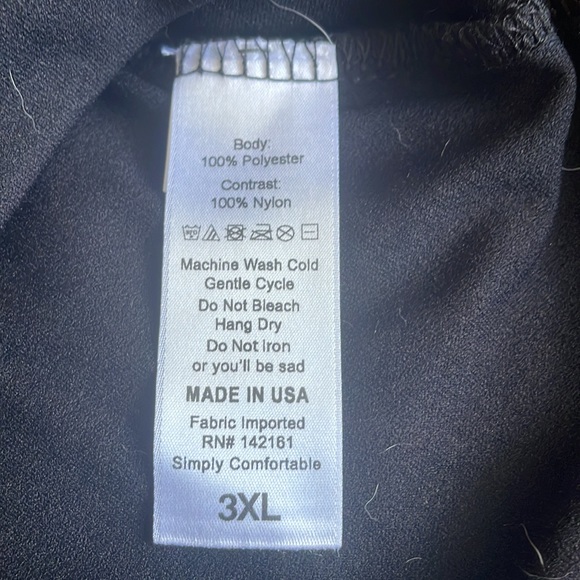 Body:
100% Polyester
Contrast:
100% Nylon
Machine Wash Cold
Gentle Cycle
Do Not Bleach
Hang Dry
Do Not Iron
or you'll be sad
MADE IN USA
Fabric Imported
RN# 142161
Simply Comfortable
3XL